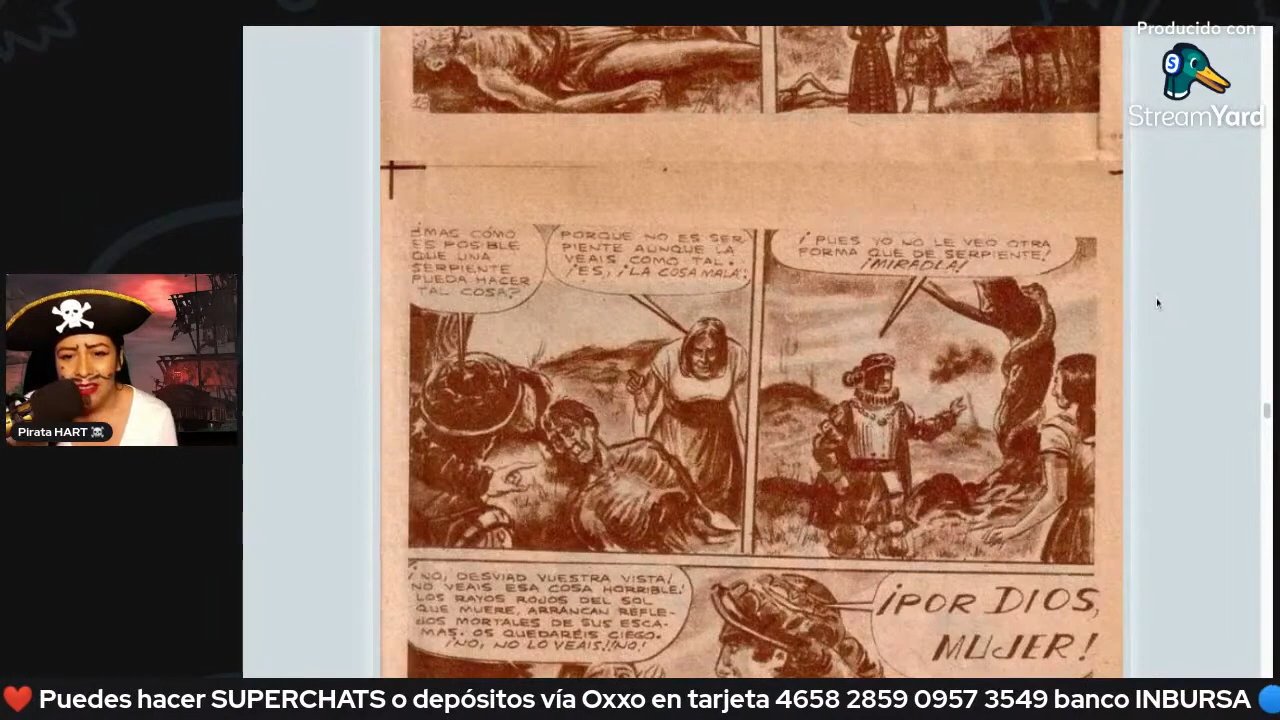 Producido con
StreamYard
¿MAS CÓMO
ES POSIBLE
QUE UNA
SERPIENTE
PUEDA HACER
TAL COSA?
PORQUE NO ES SER-
PIENTE AUNQUE LA
VEAIS COMO TAL.
¡ES, ¡LA COSA MALA!.
¡PUES YO NO LE VEO OTRA
FORMA QUE DE SERPIENTE!
¡MIRADLA!
¡NO, DESVIAD VUESTRA VISTA!
NO VEAIS ESA COSA HORRIBLE!
LOS RAYOS ROJOS DEL SOL
QUE MUERE, ARRANCAN REFLE-
JOS MORTALES DE SUS ESCA-
MAS. OS QUEDARÉIS CIEGO.
¡NO, NO LO VEAIS!¡NO!
¡POR DIOS,
MUJER!
Pirata HART ☠️
❤️ Puedes hacer SUPERCHATS o depósitos vía Oxxo en tarjeta 4658 2859 0957 3549 banco INBURSA 🔵